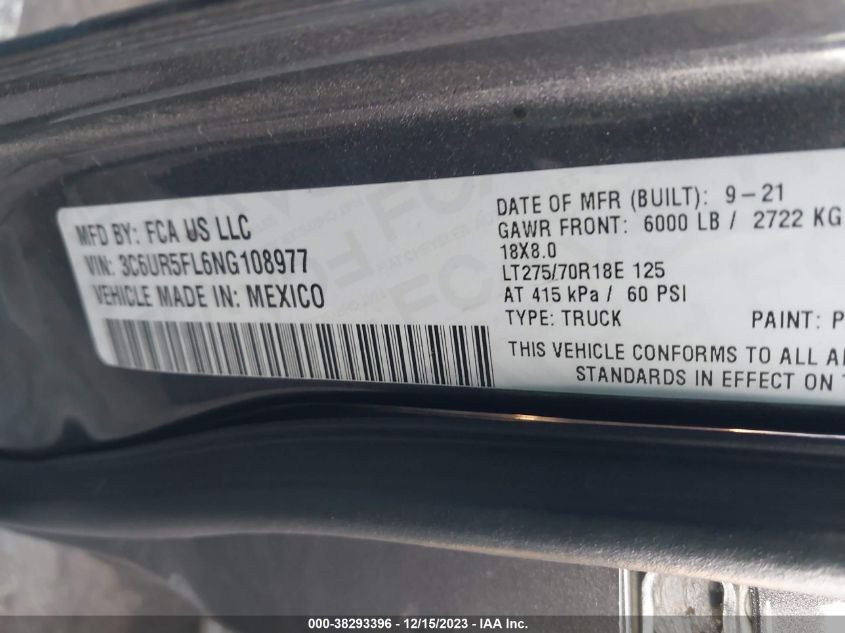 MFD BY: FCA US LLC
VIN: 3C6UR5FL6NG108977
VEHICLE MADE IN: MEXICO
DATE OF MFR (BUILT): 9-21
GAWR FRONT: 6000 LB / 2722 KG
18X8.0
LT275/70R18E 125
AT 415 kPa / 60 PSI
TYPE: TRUCK PAINT: P
THIS VEHICLE CONFORMS TO ALL A
STANDARDS IN EFFECT ON
000-38293396 - 12/15/2023 - IAA Inc.